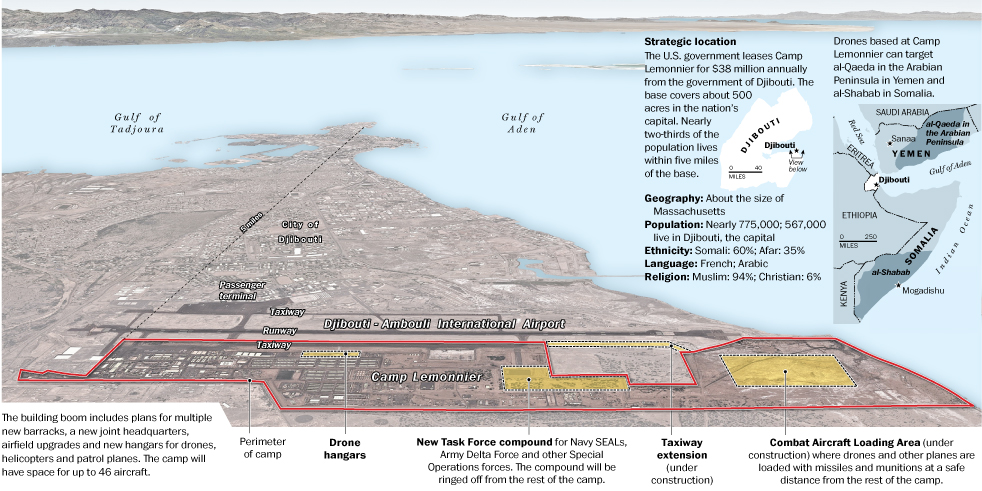 Strategic location
The U.S. government leases Camp
Lemonnier for $38 million annually
from the government of Djibouti. The
base covers about 500
acres in the nation's
capital. Nearly
two-thirds of the
population lives
within five miles
of the base.
DJIBOUTI
Djibouti
View
below
0 40
MILES
Geography: About the size of
Massachusetts
Population: Nearly 775,000; 567,000
live in Djibouti, the capital
Ethnicity: Somali: 60%; Afar: 35%
Language: French; Arabic
Religion: Muslim: 94%; Christian: 6%
Drones based at Camp
Lemonnier can target
al-Qaeda in the Arabian
Peninsula in Yemen and
al-Shabab in Somalia.
SAUDI ARABIA
Red Sea
al-Qaeda in
the Arabian
Peninsula
Sanaa
YEMEN
ERITREA
Gulf of Aden
Djibouti
ETHIOPIA
0 250
MILES
SOMALIA
Indian Ocean
al-Shabab
KENYA
Mogadishu
Gulf of
Tadjoura
Gulf of
Aden
5 miles
City of
Djibouti
Passenger
terminal
Taxiway
Runway
Djibouti - Ambouli International Airport
Taxiway
Camp Lemonnier
The building boom includes plans for multiple
new barracks, a new joint headquarters,
airfield upgrades and new hangars for drones,
helicopters and patrol planes. The camp will
have space for up to 46 aircraft.
Perimeter
of camp
Drone
hangars
New Task Force compound for Navy SEALs,
Army Delta Force and other Special
Operations forces. The compound will be
ringed off from the rest of the camp.
Taxiway
extension
(under
construction)
Combat Aircraft Loading Area (under
construction) where drones and other planes are
loaded with missiles and munitions at a safe
distance from the rest of the camp.